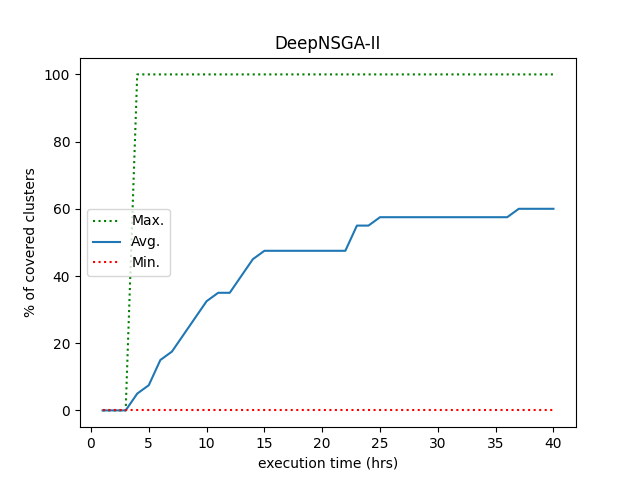 DeepNSGA-II
% of covered clusters
100
80
60
40
20
0
Max.
Avg.
Min.
0 5 10 15 20 25 30 35 40
execution time (hrs)